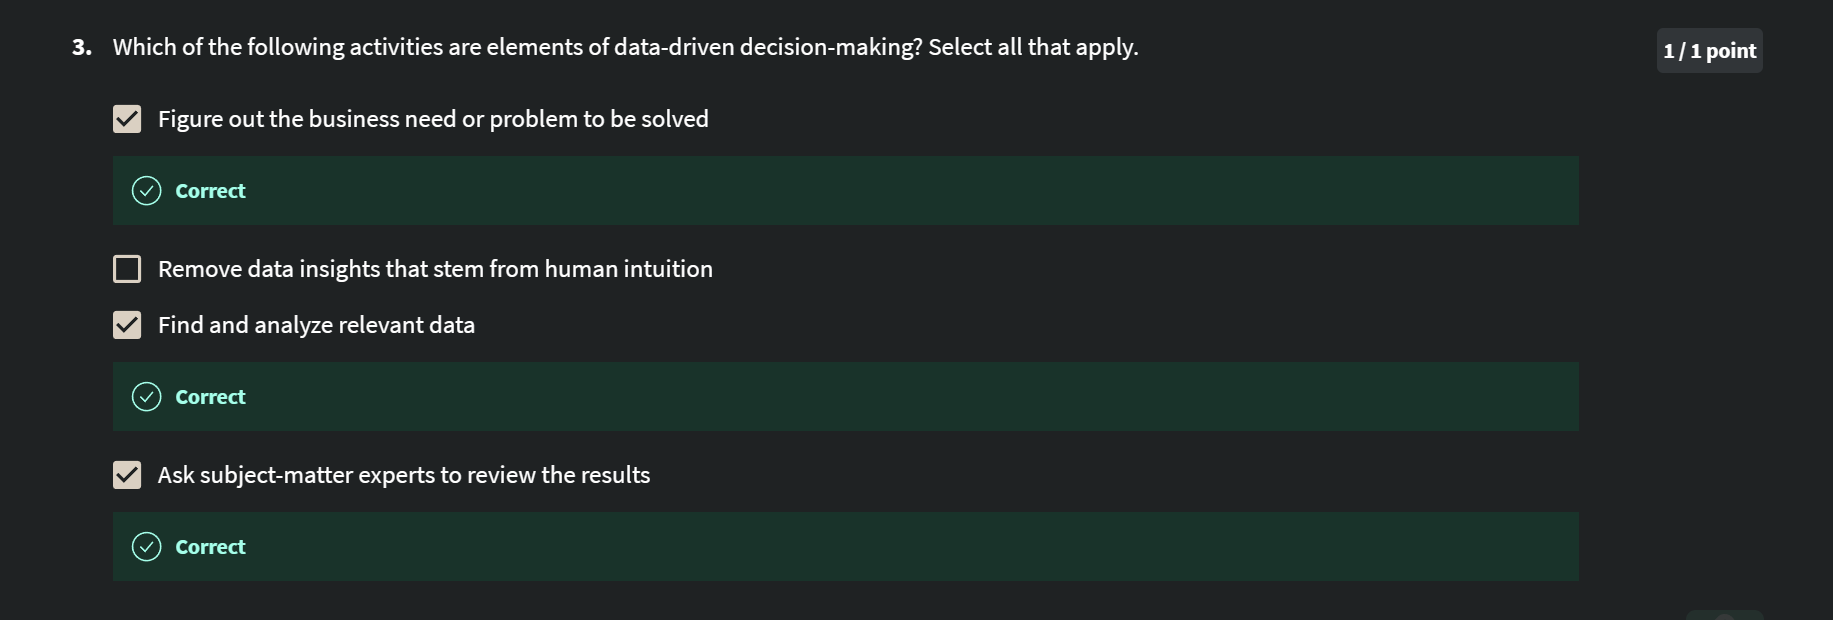 3. Which of the following activities are elements of data-driven decision-making? Select all that apply.
1 / 1 point
Figure out the business need or problem to be solved
Correct
Remove data insights that stem from human intuition
Find and analyze relevant data
Correct
Ask subject-matter experts to review the results
Correct